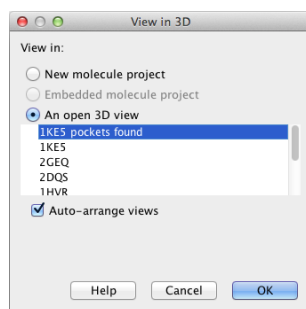 View in 3D
View in:
New molecule project
Embedded molecule project
An open 3D view
1KE5 pockets found
1KE5
2GEQ
2DQS
1HVR
Auto-arrange views
Help Cancel OK